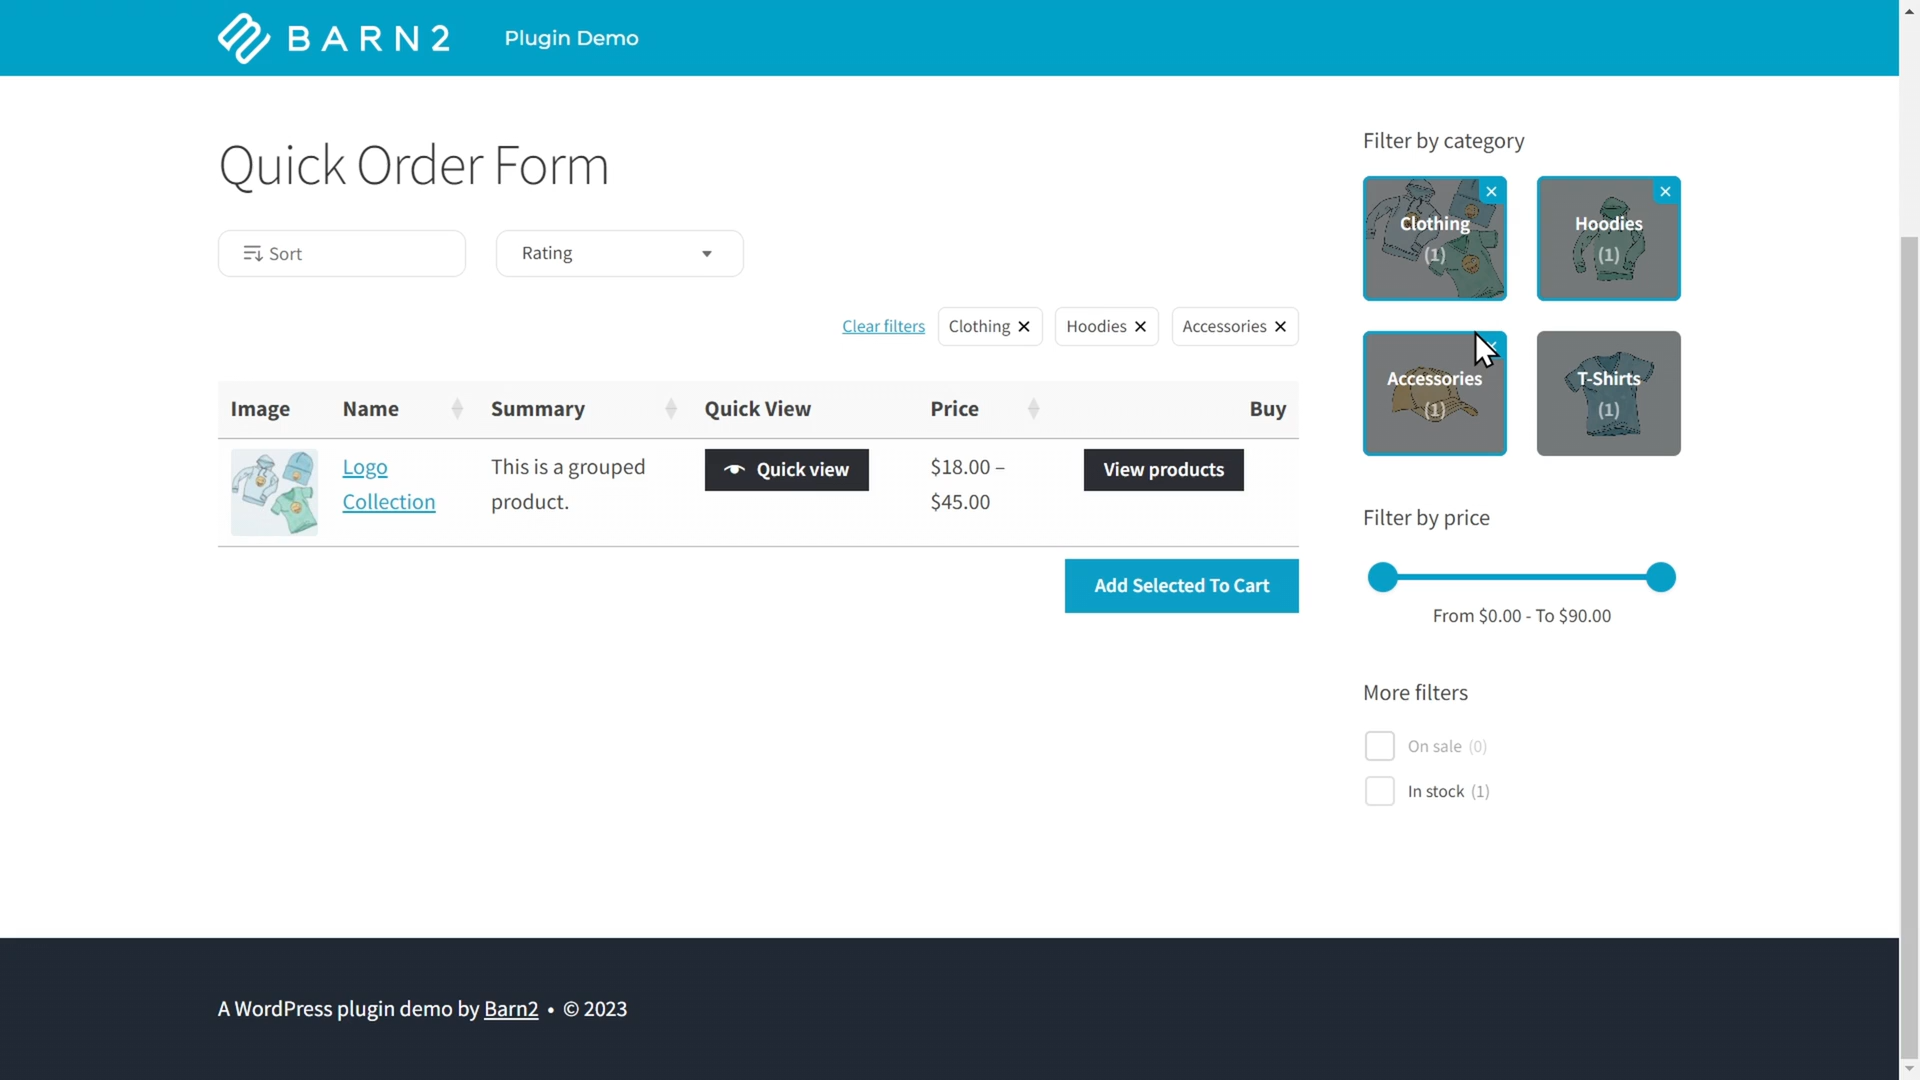 BARN2
Plugin Demo
Quick Order Form
Sort
Rating
Clear filters
Clothing
Hoodies
Accessories
Image
Name
Summary
Quick View
Price
Buy
Logo
Collection
This is a grouped
product.
Quick view
$18.00 –
$45.00
View products
Add Selected To Cart
Filter by category
Clothing
(1)
Hoodies
(1)
Accessories
(1)
T-Shirts
(1)
Filter by price
From $0.00 - To $90.00
More filters
On sale (0)
In stock (1)
A WordPress plugin demo by Barn2 • © 2023